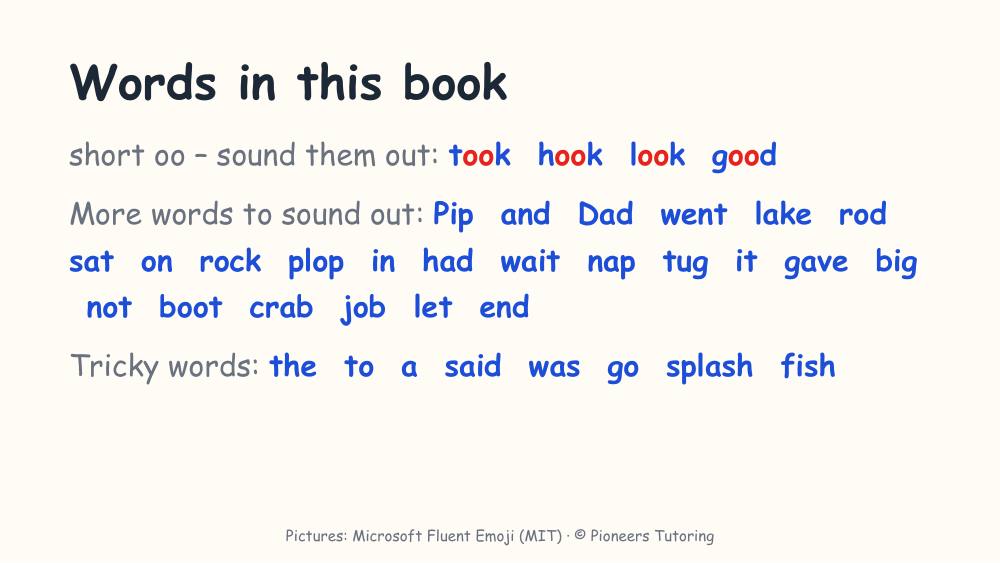 Words in this book
short oo – sound them out: took hook look good
More words to sound out: Pip and Dad went lake rod
sat on rock plop in had wait nap tug it gave big
not boot crab job let end
Tricky words: the to a said was go splash fish
Pictures: Microsoft Fluent Emoji (MIT) · © Pioneers Tutoring